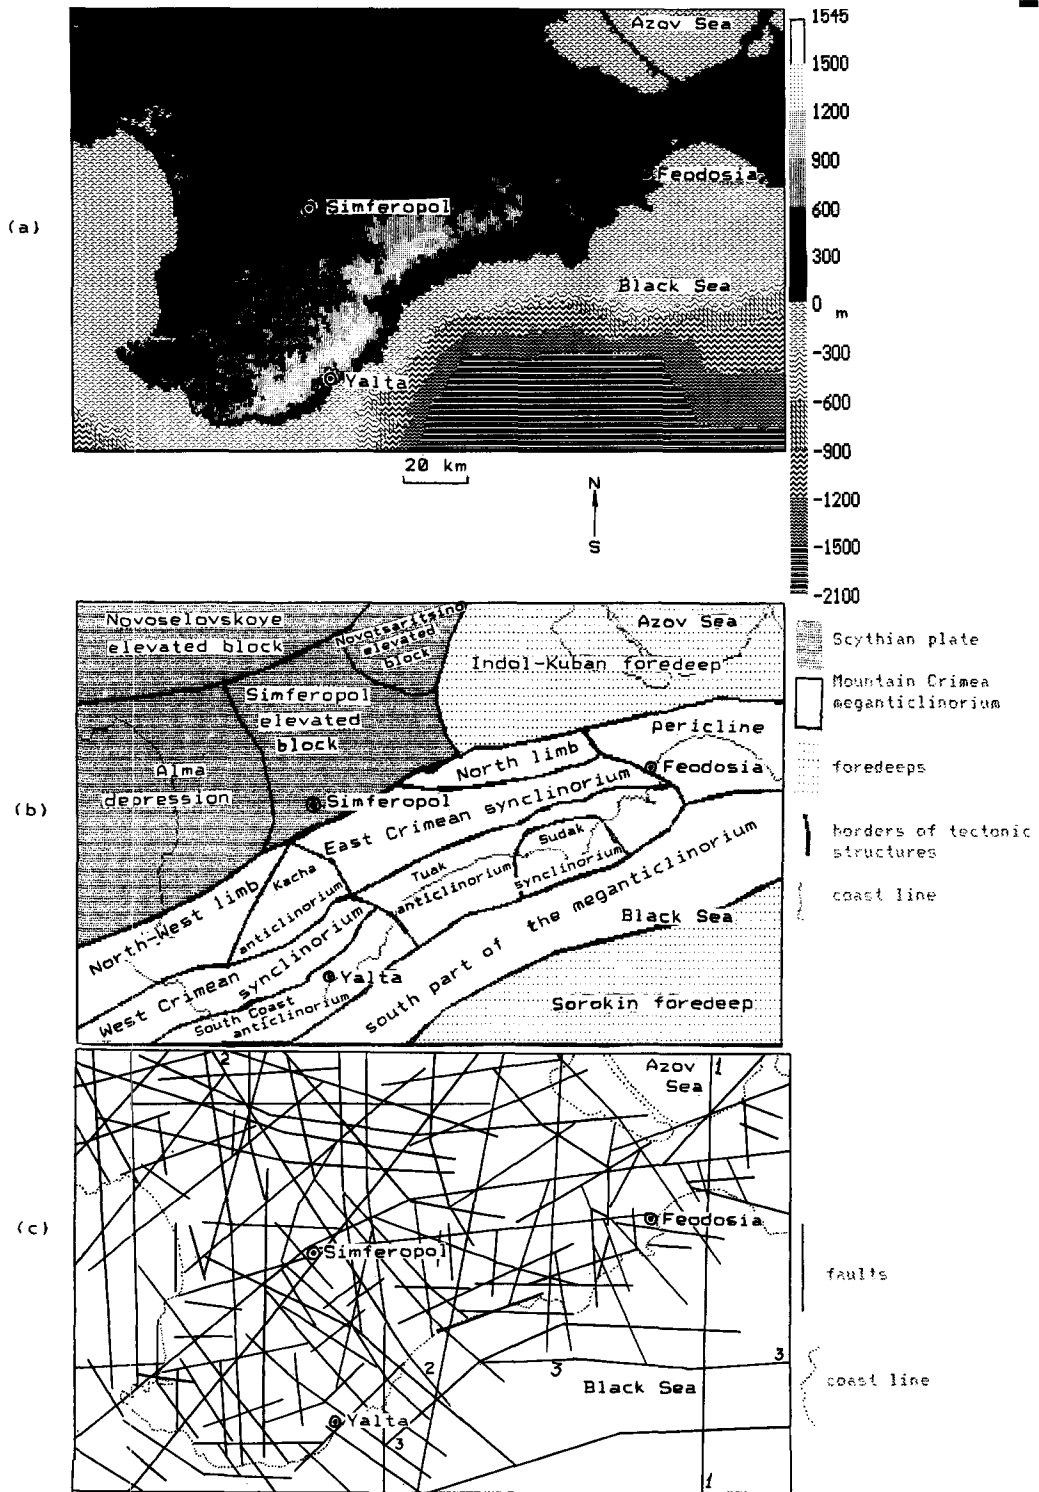 (a)
Azov Sea
Feodosia
Simferopol
Black Sea
Yalta
1545
1500
1200
900
600
300
0
m
-300
-600
-900
-1200
-1500
-2100
20 km
N
S
(b)
Novoselovskoye
elevated block
Novotsaritsino
elevated
block
Azov Sea
Indol-Kuban foredeep
Simferopol
elevated
block
Pericline
North limb
Feodosia
Alma
depression
Simferopol
East Crimean synclinorium
Sudak
synclinorium
Tuak
anticlinorium
Kacha
anticlinorium
North-West limb
West Crimean
synclinorium
Yalta
South Coast
anticlinorium
south part of the meganticlinorium
Black Sea
Sorokin foredeep
Scythian plate
Mountain Crimea
meganticlinorium
foredeeps
borders of tectonic
structures
coast line
(c)
2
1
Azov
Sea
Feodosia
Simferopol
2
3
3
Black Sea
Yalta
3
1
faults
coast line